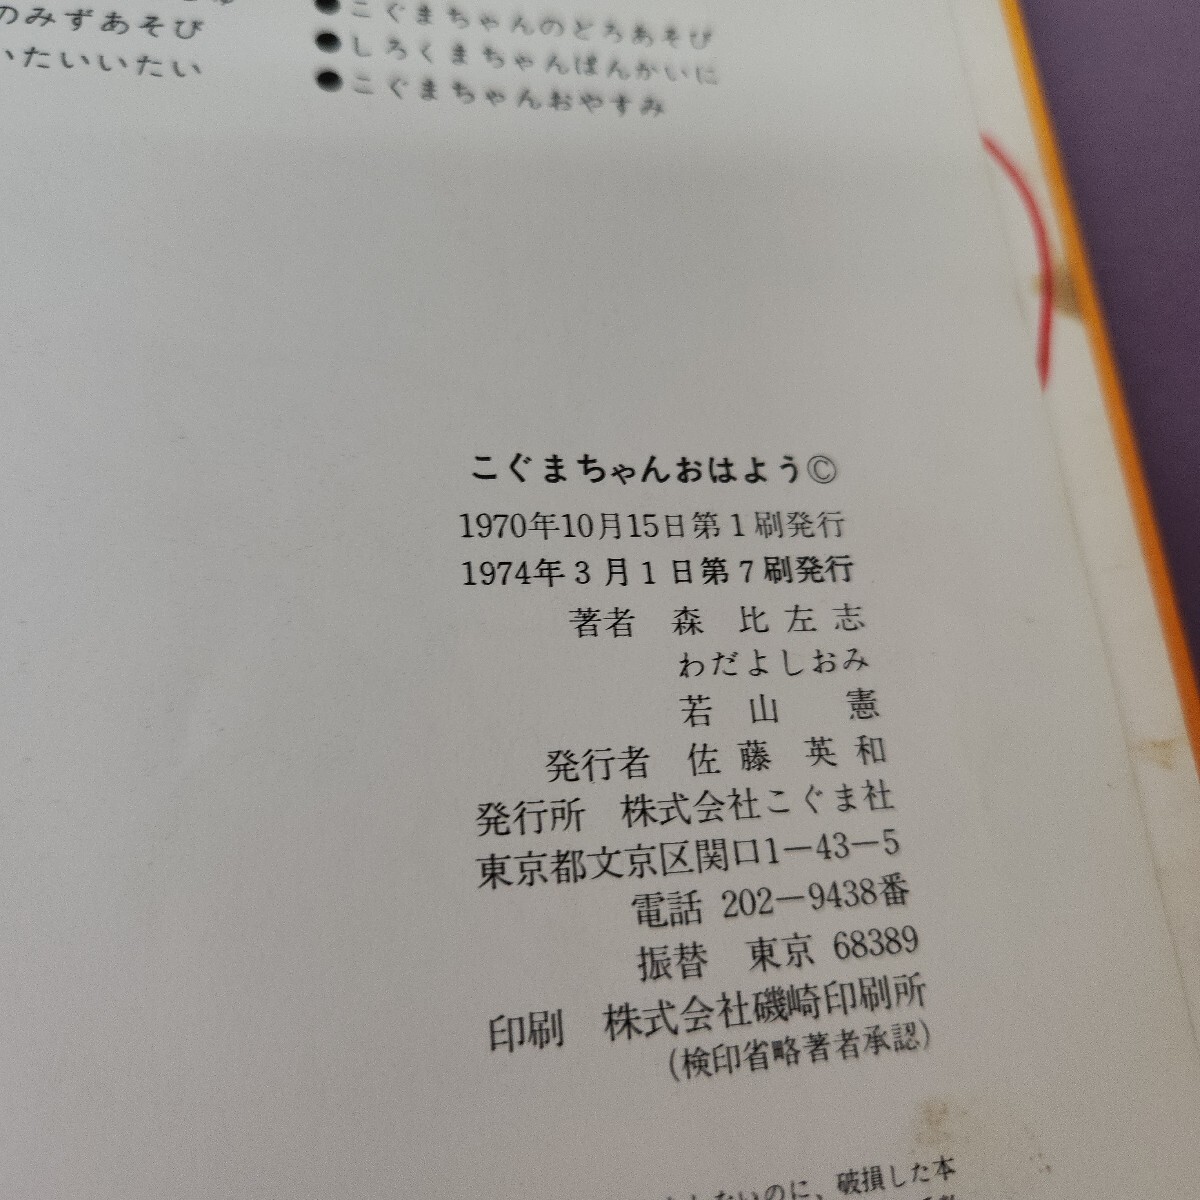 のみずあそび
いたいいたい
●こぐまちゃんのどろあそび
●しろくまちゃんぱんかいに
●こぐまちゃんおやすみ
こぐまちゃんおはよう©
1970年10月15日第1刷発行
1974年3月1日第7刷発行
著者 森 比左志
わだよしおみ
若山 憲
発行者 佐藤 英和
発行所 株式会社こぐま社
東京都文京区関口1-43-5
電話 202-9438番
振替 東京 68389
印刷 株式会社磯崎印刷所
(検印省略著者承認)
ないのに、破損した本